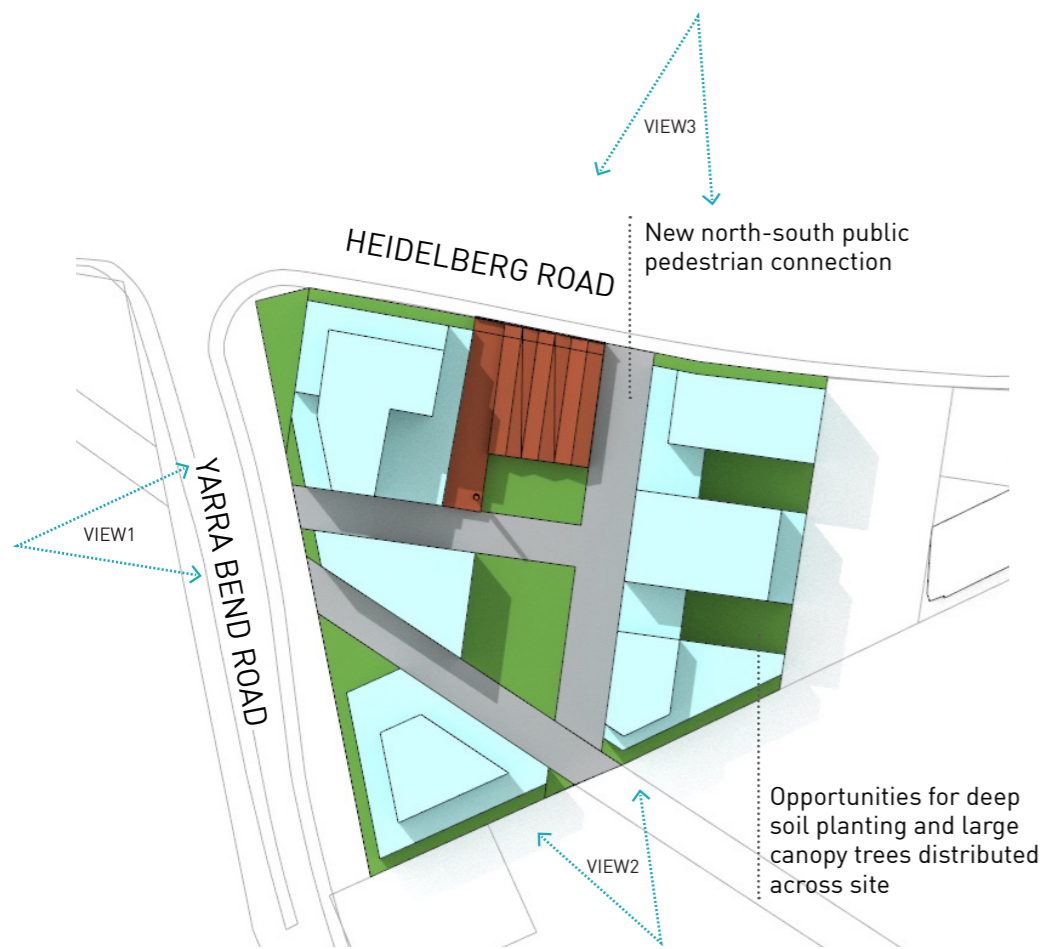 VIEW3
New north-south public
pedestrian connection
HEIDELBERG ROAD
YARRA BEND ROAD
VIEW1
Opportunities for deep
soil planting and large
canopy trees distributed
across site
VIEW2